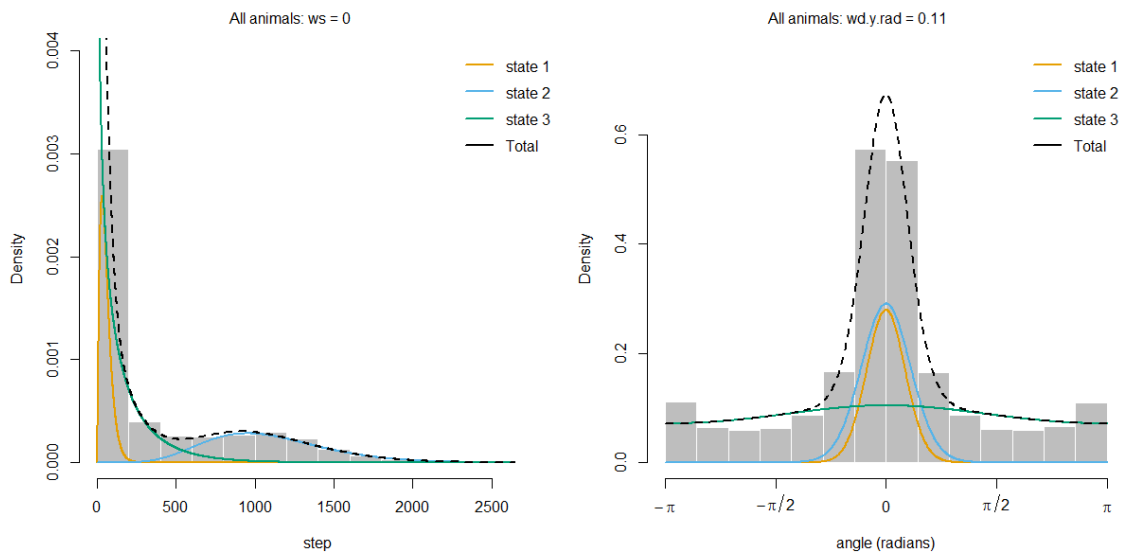 All animals: ws = 0
0.004
0.003
0.002
0.001
0.000
Density
state 1
state 2
state 3
Total
0
500
1000
1500
2000
2500
step
All animals: wd.y.rad = 0.11
0.6
0.4
0.2
0.0
Density
state 1
state 2
state 3
Total
−π
−π/2
0
π/2
π
angle (radians)